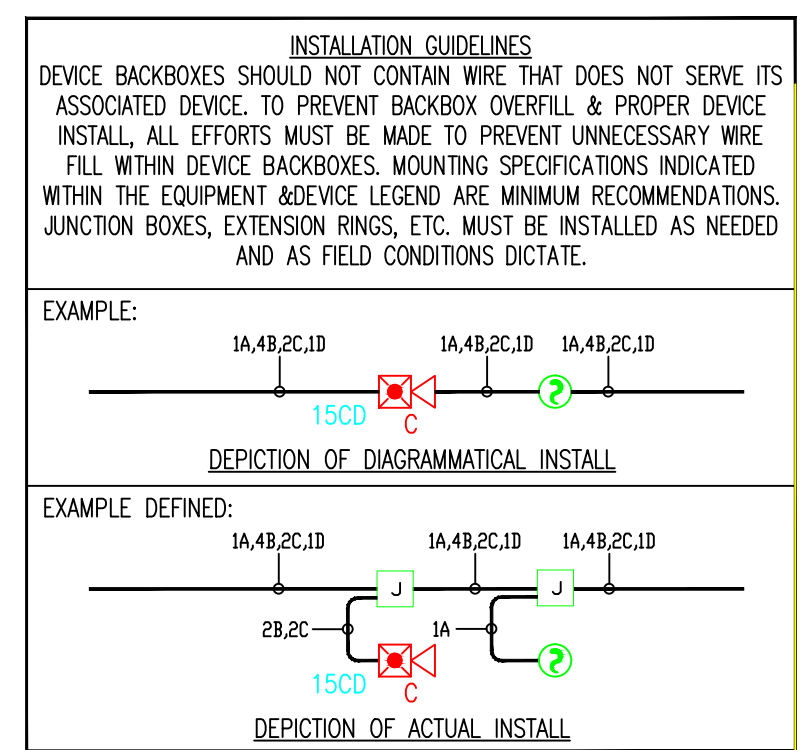 INSTALLATION GUIDELINES
DEVICE BACKBOXES SHOULD NOT CONTAIN WIRE THAT DOES NOT SERVE ITS
ASSOCIATED DEVICE. TO PREVENT BACKBOX OVERFILL & PROPER DEVICE
INSTALL, ALL EFFORTS MUST BE MADE TO PREVENT UNNECESSARY WIRE
FILL WITHIN DEVICE BACKBOXES. MOUNTING SPECIFICATIONS INDICATED
WITHIN THE EQUIPMENT &DEVICE LEGEND ARE MINIMUM RECOMMENDATIONS.
JUNCTION BOXES, EXTENSION RINGS, ETC. MUST BE INSTALLED AS NEEDED
AND AS FIELD CONDITIONS DICTATE.
EXAMPLE:
1A,4B,2C,1D 1A,4B,2C,1D 1A,4B,2C,1D
15CD C
DEPICTION OF DIAGRAMMATICAL INSTALL
EXAMPLE DEFINED:
1A,4B,2C,1D 1A,4B,2C,1D 1A,4B,2C,1D
J J
2B,2C 1A
15CD C
DEPICTION OF ACTUAL INSTALL